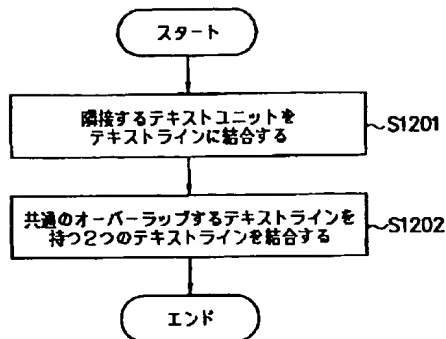 スタート
隣接するテキストユニットを
テキストラインに結合する
S1201
共通のオーバーラップするテキストラインを
持つ2つのテキストラインを結合する
S1202
エンド